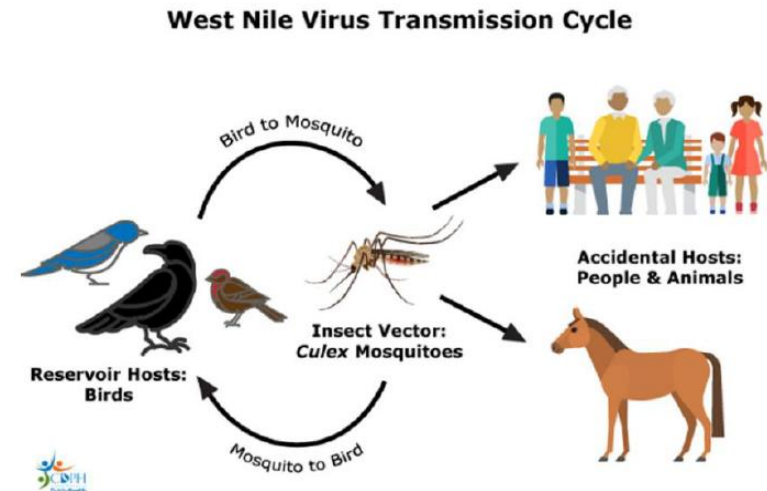 West Nile Virus Transmission Cycle
Bird to Mosquito
Accidental Hosts:
People & Animals
Insect Vector:
Culex Mosquitoes
Reservoir Hosts:
Birds
Mosquito to Bird
CDPH